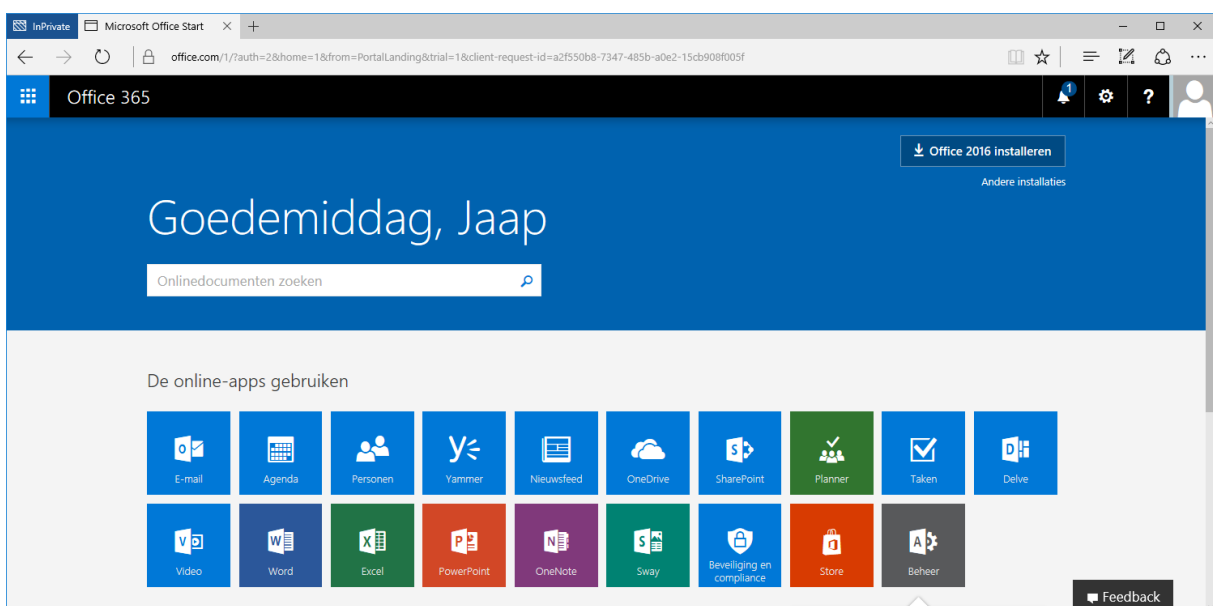 InPrivate Microsoft Office Start
office.com/1/?auth=2&home=1&from=PortalLanding&trial=1&client-request-id=a2f550b8-7347-485b-a0e2-15cb908f005f
Office 365 1 ?
Office 2016 installeren
Andere installaties
Goedemiddag, Jaap
Onlinedocumenten zoeken
De online-apps gebruiken
E-mail Agenda Personen Yammer Nieuwsfeed OneDrive SharePoint Planner Taken Delve
Video Word Excel PowerPoint OneNote Sway Beveiliging en compliance Store Beheer
Feedback